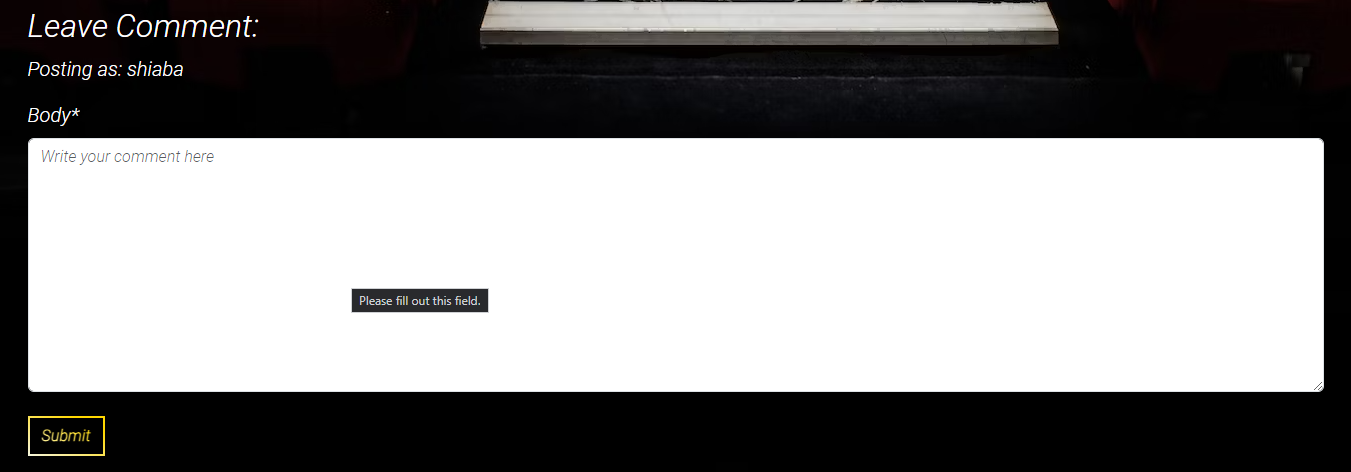 Leave Comment:
Posting as: shiaba
Body*
Write your comment here
Please fill out this field.
Submit